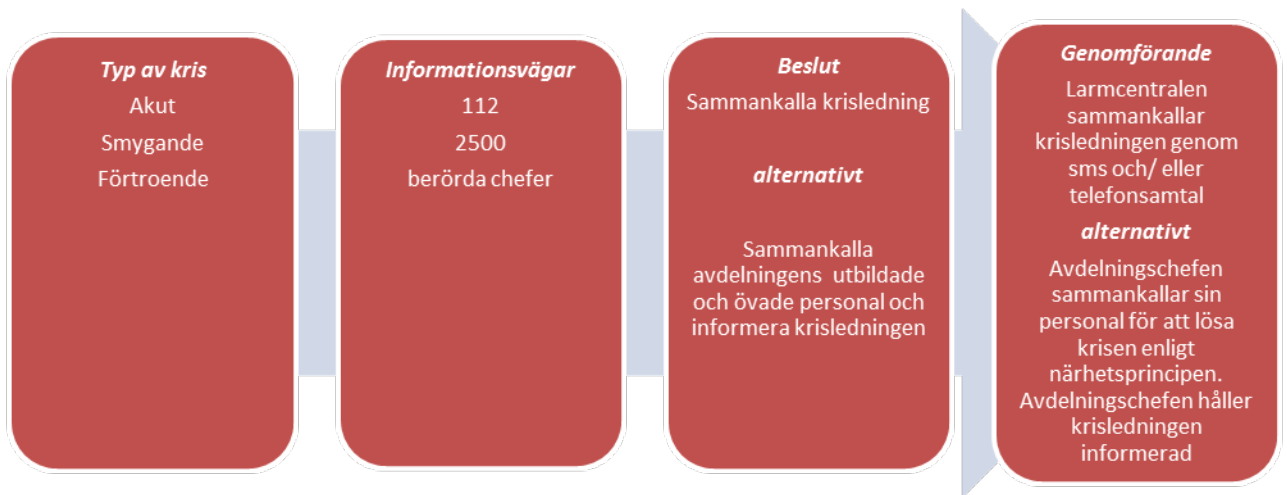 Typ av kris
Akut
Smygande
Förtroende
Informationsvägar
112
2500
berörda chefer
Beslut
Sammankalla krisledning
alternativt
Sammankalla
avdelningens utbildade
och övade personal och
informera krisledningen
Genomförande
Larmcentralen
sammankallar
krisledningen genom
sms och/ eller
telefonsamtal
alternativt
Avdelningschefen
sammankallar sin
personal för att lösa
krisen enligt
närhetsprincipen.
Avdelningschefen håller
krisledningen
informerad